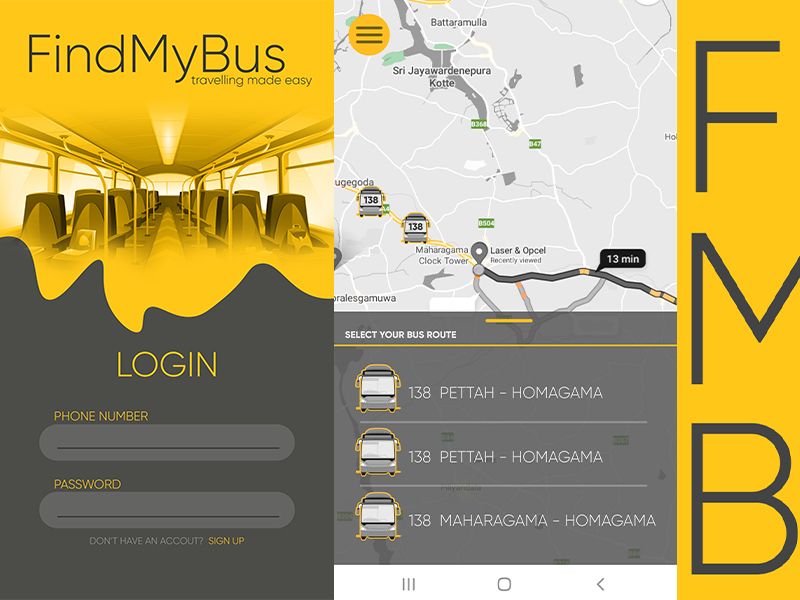 FindMyBus
travelling made easy
LOGIN
PHONE NUMBER
PASSWORD
DON'T HAVE AN ACCOUT? SIGN UP
Battaramulla
Sri Jayawardenepura
Kotte
B368
B47
ugegoda
138
138
B504
Maharagama
Clock Tower
Laser & Opcel
Recently viewed
13 min
oralesgamuwa
SELECT YOUR BUS ROUTE
138 PETTAH - HOMAGAMA
138 PETTAH - HOMAGAMA
138 MAHARAGAMA - HOMAGAMA
F
M
B